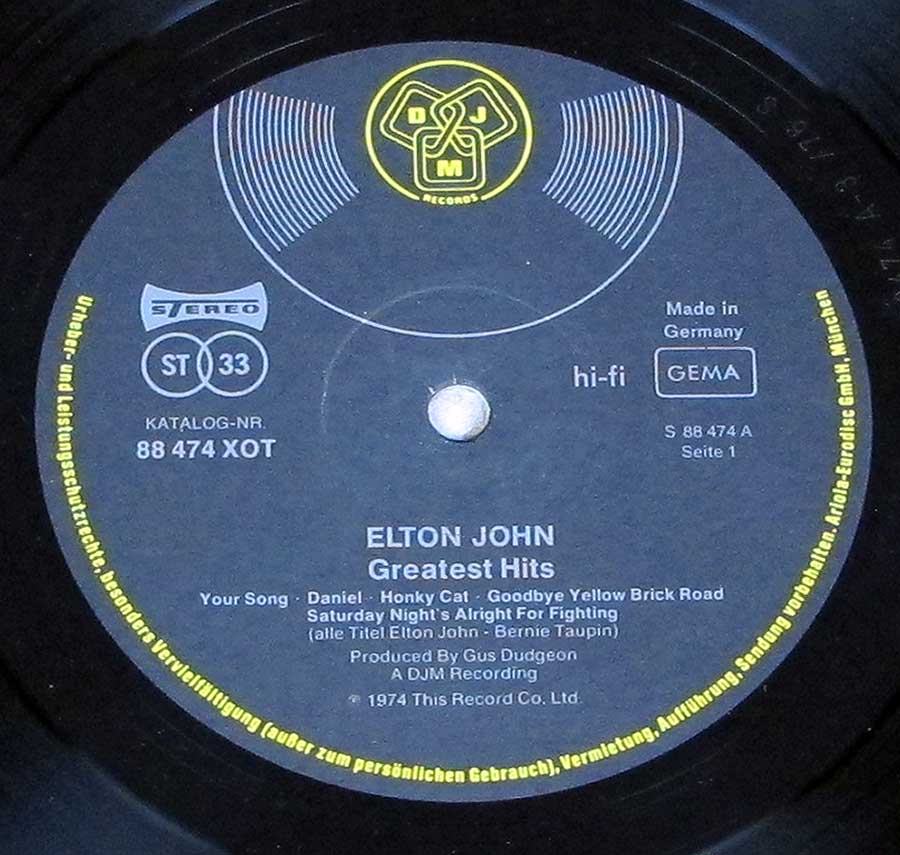 D J
M
RECORDS
STEREO
ST 33
KATALOG-NR.
88 474 XOT
Made in
Germany
hi-fi
GEMA
S 88 474 A
Seite 1
ELTON JOHN
Greatest Hits
Your Song · Daniel · Honky Cat · Goodbye Yellow Brick Road
Saturday Night's Alright For Fighting
(alle Titel Elton John - Bernie Taupin)
Produced By Gus Dudgeon
A DJM Recording
℗ 1974 This Record Co. Ltd.
Urheber- und Leistungsschutzrechte, besonders Vervielfältigung (außer zum persönlichen Gebrauch), Vermietung, Aufführung, Sendung vorbehalten. Ariola-Eurodisc GmbH, München